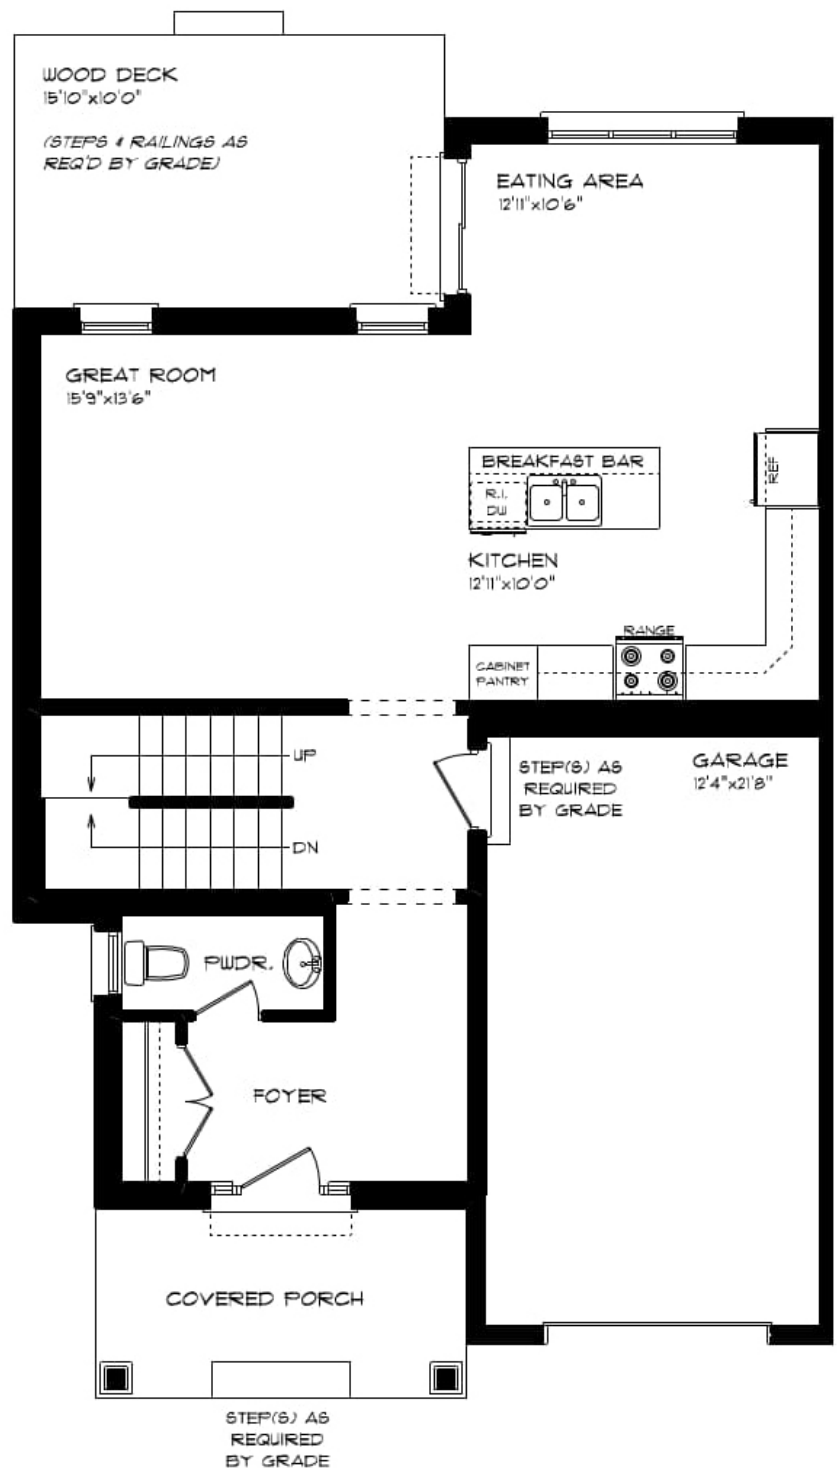 WOOD DECK
15'10"x10'0"
(STEPS & RAILINGS AS
REQ'D BY GRADE)
EATING AREA
12'11"x10'6"
GREAT ROOM
15'9"x13'6"
BREAKFAST BAR
R.I.
DW
REF
KITCHEN
12'11"x10'0"
RANGE
CABINET
PANTRY
UP
DN
STEP(S) AS
REQUIRED
BY GRADE
GARAGE
12'4"x21'8"
PWDR.
FOYER
COVERED PORCH
STEP(S) AS
REQUIRED
BY GRADE